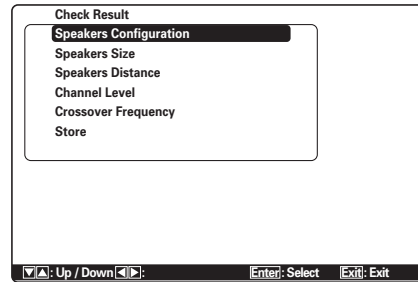 Check Result
Speakers Configuration
Speakers Size
Speakers Distance
Channel Level
Crossover Frequency
Store
▼▲: Up / Down ◀▶: Enter: Select Exit: Exit